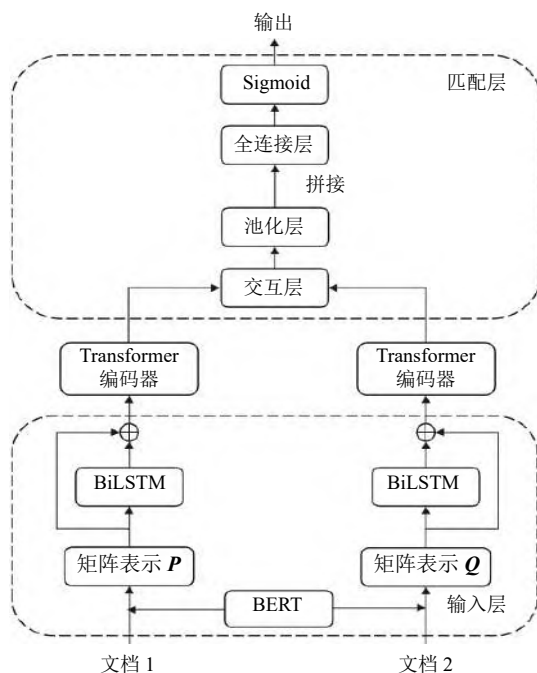 输出
Sigmoid
匹配层
全连接层
拼接
池化层
交互层
Transformer
编码器
Transformer
编码器
BiLSTM
BiLSTM
矩阵表示 P
矩阵表示 Q
BERT
输入层
文档 1
文档 2